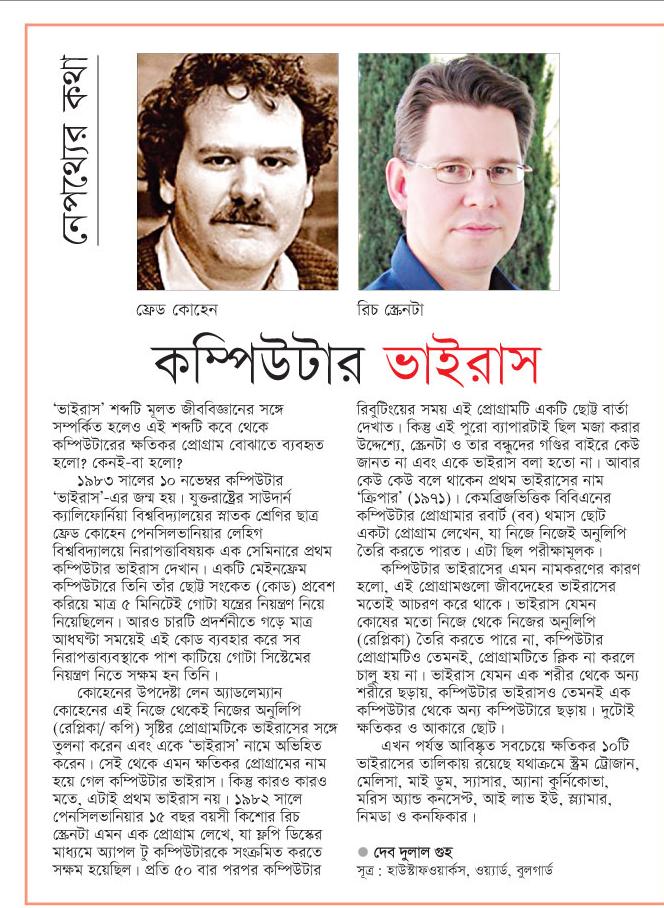 নেপথ্যের কথা
ফ্রেড কোহেন
রিচ স্ক্রেনটা
কম্পিউটার ভাইরাস
‘ভাইরাস’ শব্দটি মূলত জীববিজ্ঞানের সঙ্গে
সম্পর্কিত হলেও এই শব্দটি কবে থেকে
কম্পিউটারের ক্ষতিকর প্রোগ্রাম বোঝাতে ব্যবহৃত
হলো? কেনই-বা হলো?
১৯৮৩ সালের ১০ নভেম্বর কম্পিউটার
‘ভাইরাস’-এর জন্ম হয়। যুক্তরাষ্ট্রের সাউদার্ন
ক্যালিফোর্নিয়া বিশ্ববিদ্যালয়ের স্নাতক শ্রেণির ছাত্র
ফ্রেড কোহেন পেনসিলভানিয়ার লেহিগ
বিশ্ববিদ্যালয়ে নিরাপত্তাবিষয়ক এক সেমিনারে প্রথম
কম্পিউটার ভাইরাস দেখান। একটি মেইনফ্রেম
কম্পিউটারে তিনি তাঁর ছোট্ট সংকেত (কোড) প্রবেশ
করিয়ে মাত্র ৫ মিনিটেই গোটা যন্ত্রের নিয়ন্ত্রণ নিয়ে
নিয়েছিলেন। আরও চারটি প্রদর্শনীতে গড়ে মাত্র
আধঘণ্টা সময়েই এই কোড ব্যবহার করে সব
নিরাপত্তাব্যবস্থাকে পাশ কাটিয়ে গোটা সিস্টেমের
নিয়ন্ত্রণ নিতে সক্ষম হন তিনি।
কোহেনের উপদেষ্টা লেন অ্যাডলেম্যান
কোহেনের এই নিজে থেকেই নিজের অনুলিপি
(রেপ্লিকা/ কপি) সৃষ্টির প্রোগ্রামটিকে ভাইরাসের সঙ্গে
তুলনা করেন এবং একে ‘ভাইরাস’ নামে অভিহিত
করেন। সেই থেকে এমন ক্ষতিকর প্রোগ্রামের নাম
হয়ে গেল কম্পিউটার ভাইরাস। কিন্তু কারও কারও
মতে, এটাই প্রথম ভাইরাস নয়। ১৯৮২ সালে
পেনসিলভানিয়ার ১৫ বছর বয়সী কিশোর রিচ
স্ক্রেনটা এমন এক প্রোগ্রাম লেখে, যা ফ্লপি ডিস্কের
মাধ্যমে অ্যাপল টু কম্পিউটারকে সংক্রমিত করতে
সক্ষম হয়েছিল। প্রতি ৫০ বার পরপর কম্পিউটার
রিবুটিংয়ের সময় এই প্রোগ্রামটি একটি ছোট্ট বার্তা
দেখাত। কিন্তু এই পুরো ব্যাপারটাই ছিল মজা করার
উদ্দেশ্যে, স্ক্রেনটা ও তার বন্ধুদের গণ্ডির বাইরে কেউ
জানত না এবং একে ভাইরাস বলা হতো না। আবার
কেউ কেউ বলে থাকেন প্রথম ভাইরাসের নাম
‘ক্রিপার’ (১৯৭১)। কেমব্রিজভিত্তিক বিবিএনের
কম্পিউটার প্রোগ্রামার রবার্ট (বব) থমাস ছোট
একটা প্রোগ্রাম লেখেন, যা নিজে নিজেই অনুলিপি
তৈরি করতে পারত। এটা ছিল পরীক্ষামূলক।
কম্পিউটার ভাইরাসের এমন নামকরণের কারণ
হলো, এই প্রোগ্রামগুলো জীবদেহের ভাইরাসের
মতোই আচরণ করে থাকে। ভাইরাস যেমন
কোষের মতো নিজে থেকে নিজের অনুলিপি
(রেপ্লিকা) তৈরি করতে পারে না, কম্পিউটার
প্রোগ্রামটিও তেমনই, প্রোগ্রামটিতে ক্লিক না করলে
চালু হয় না। ভাইরাস যেমন এক শরীর থেকে অন্য
শরীরে ছড়ায়, কম্পিউটার ভাইরাসও তেমনই এক
কম্পিউটার থেকে অন্য কম্পিউটারে ছড়ায়। দুটোই
ক্ষতিকর ও আকারে ছোট।
এখন পর্যন্ত আবিষ্কৃত সবচেয়ে ক্ষতিকর ১০টি
ভাইরাসের তালিকায় রয়েছে যথাক্রমে স্ট্রম ট্রোজান,
মেলিসা, মাই ডুম, স্যাসার, অ্যানা কুর্নিকোভা,
মরিস অ্যান্ড কনসেপ্ট, আই লাভ ইউ, স্ল্যামার,
নিমডা ও কনফিকার।
● দেব দুলাল গুহ
সূত্র : হাউস্টাফওয়ার্কস, ওয়্যার্ড, বুলগার্ড